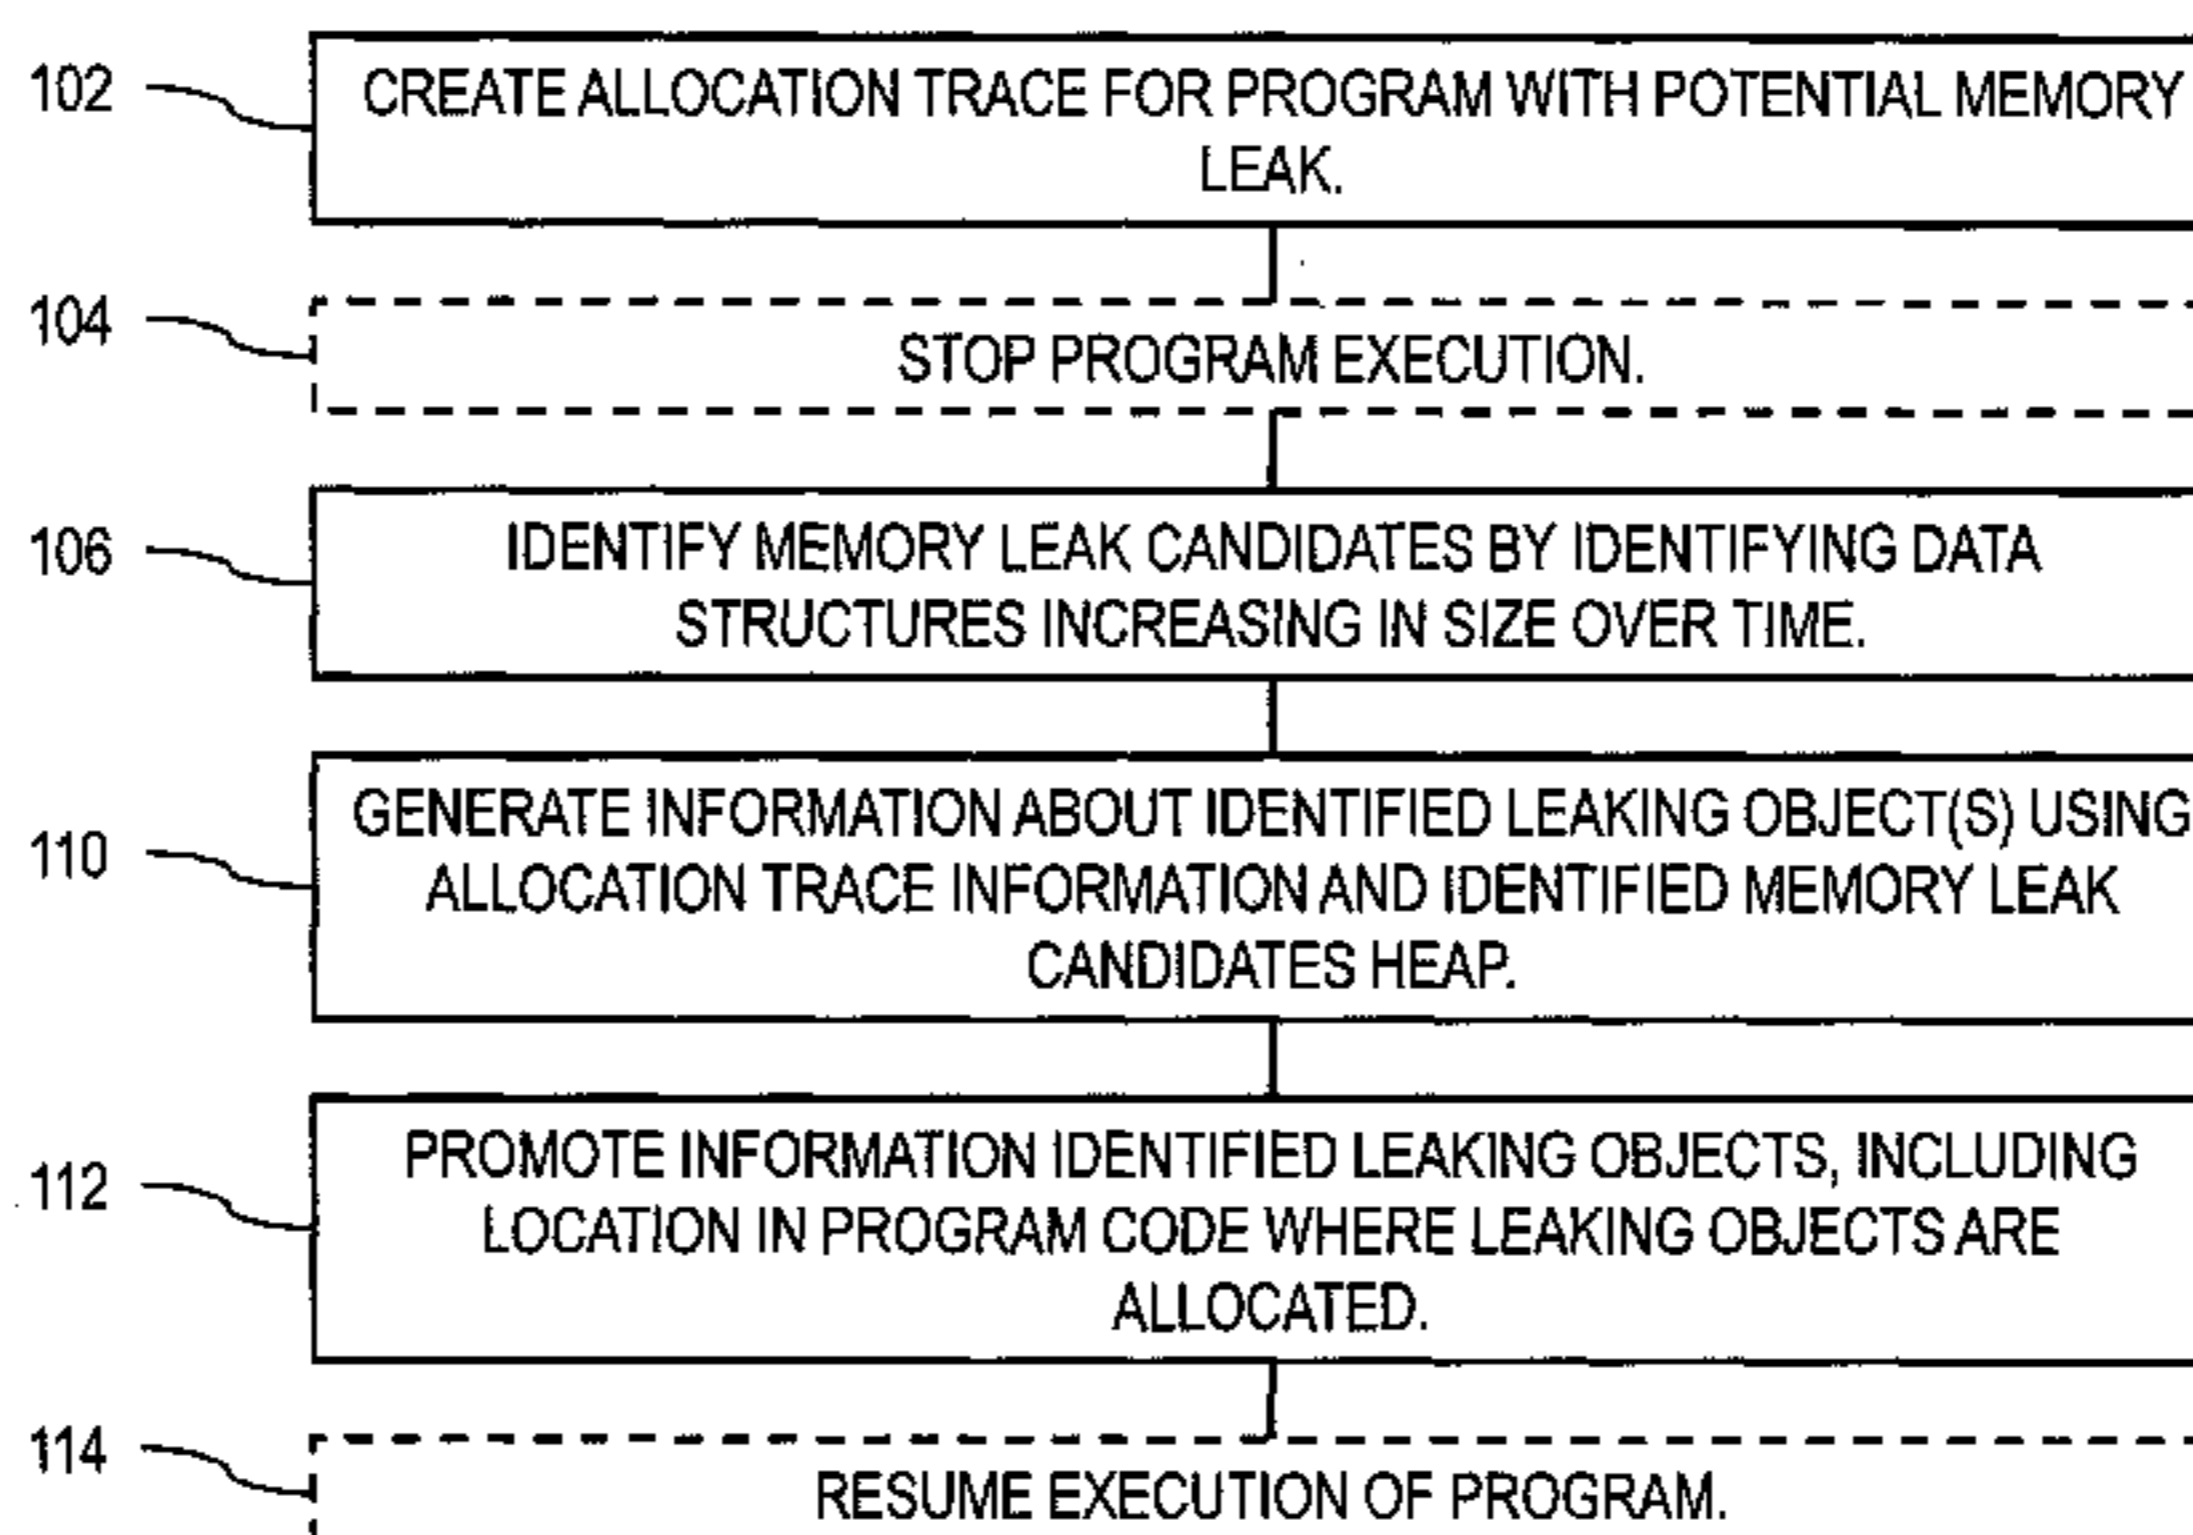 102
CREATE ALLOCATION TRACE FOR PROGRAM WITH POTENTIAL MEMORY
LEAK.
104
STOP PROGRAM EXECUTION.
106
IDENTIFY MEMORY LEAK CANDIDATES BY IDENTIFYING DATA
STRUCTURES INCREASING IN SIZE OVER TIME.
110
GENERATE INFORMATION ABOUT IDENTIFIED LEAKING OBJECT(S) USING
ALLOCATION TRACE INFORMATION AND IDENTIFIED MEMORY LEAK
CANDIDATES HEAP.
112
PROMOTE INFORMATION IDENTIFIED LEAKING OBJECTS, INCLUDING
LOCATION IN PROGRAM CODE WHERE LEAKING OBJECTS ARE
ALLOCATED.
114
RESUME EXECUTION OF PROGRAM.